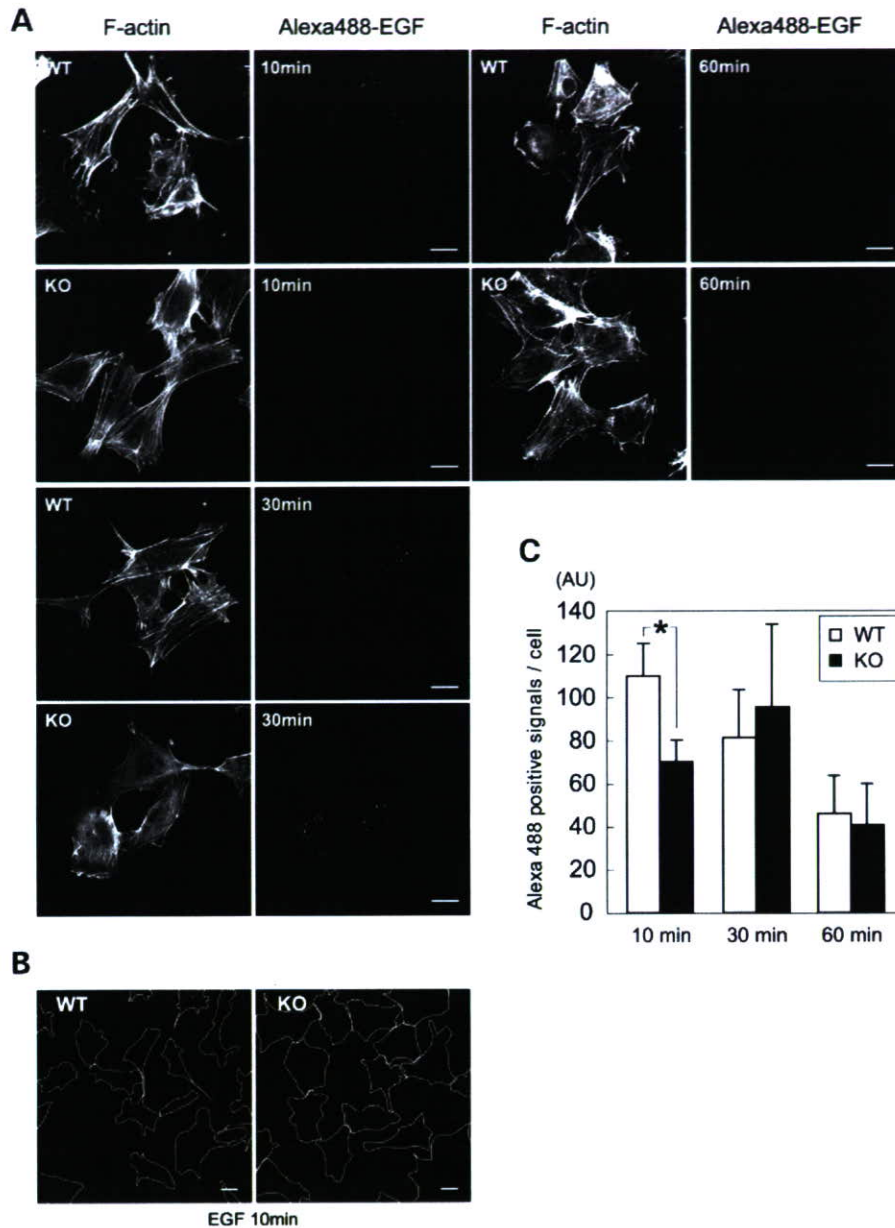 A
F-actin
Alexa488-EGF
F-actin
Alexa488-EGF
WT
10min
WT
60min
KO
10min
KO
60min
WT
30min
KO
30min
C
(AU)
Alexa 488 positive signals / cell
140
120
100
80
60
40
20
0
*
WT
KO
10 min
30 min
60 min
B
WT
KO
EGF 10min